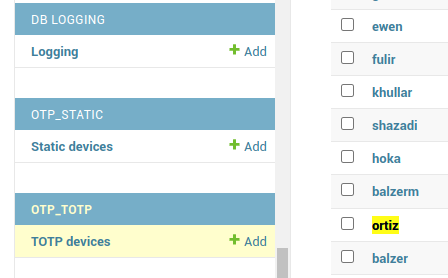 DB LOGGING
Logging
Add
OTP_STATIC
Static devices
Add
OTP_TOTP
TOTP devices
Add
ewen
fulir
khullar
shazadi
hoka
balzerm
ortiz
balzer